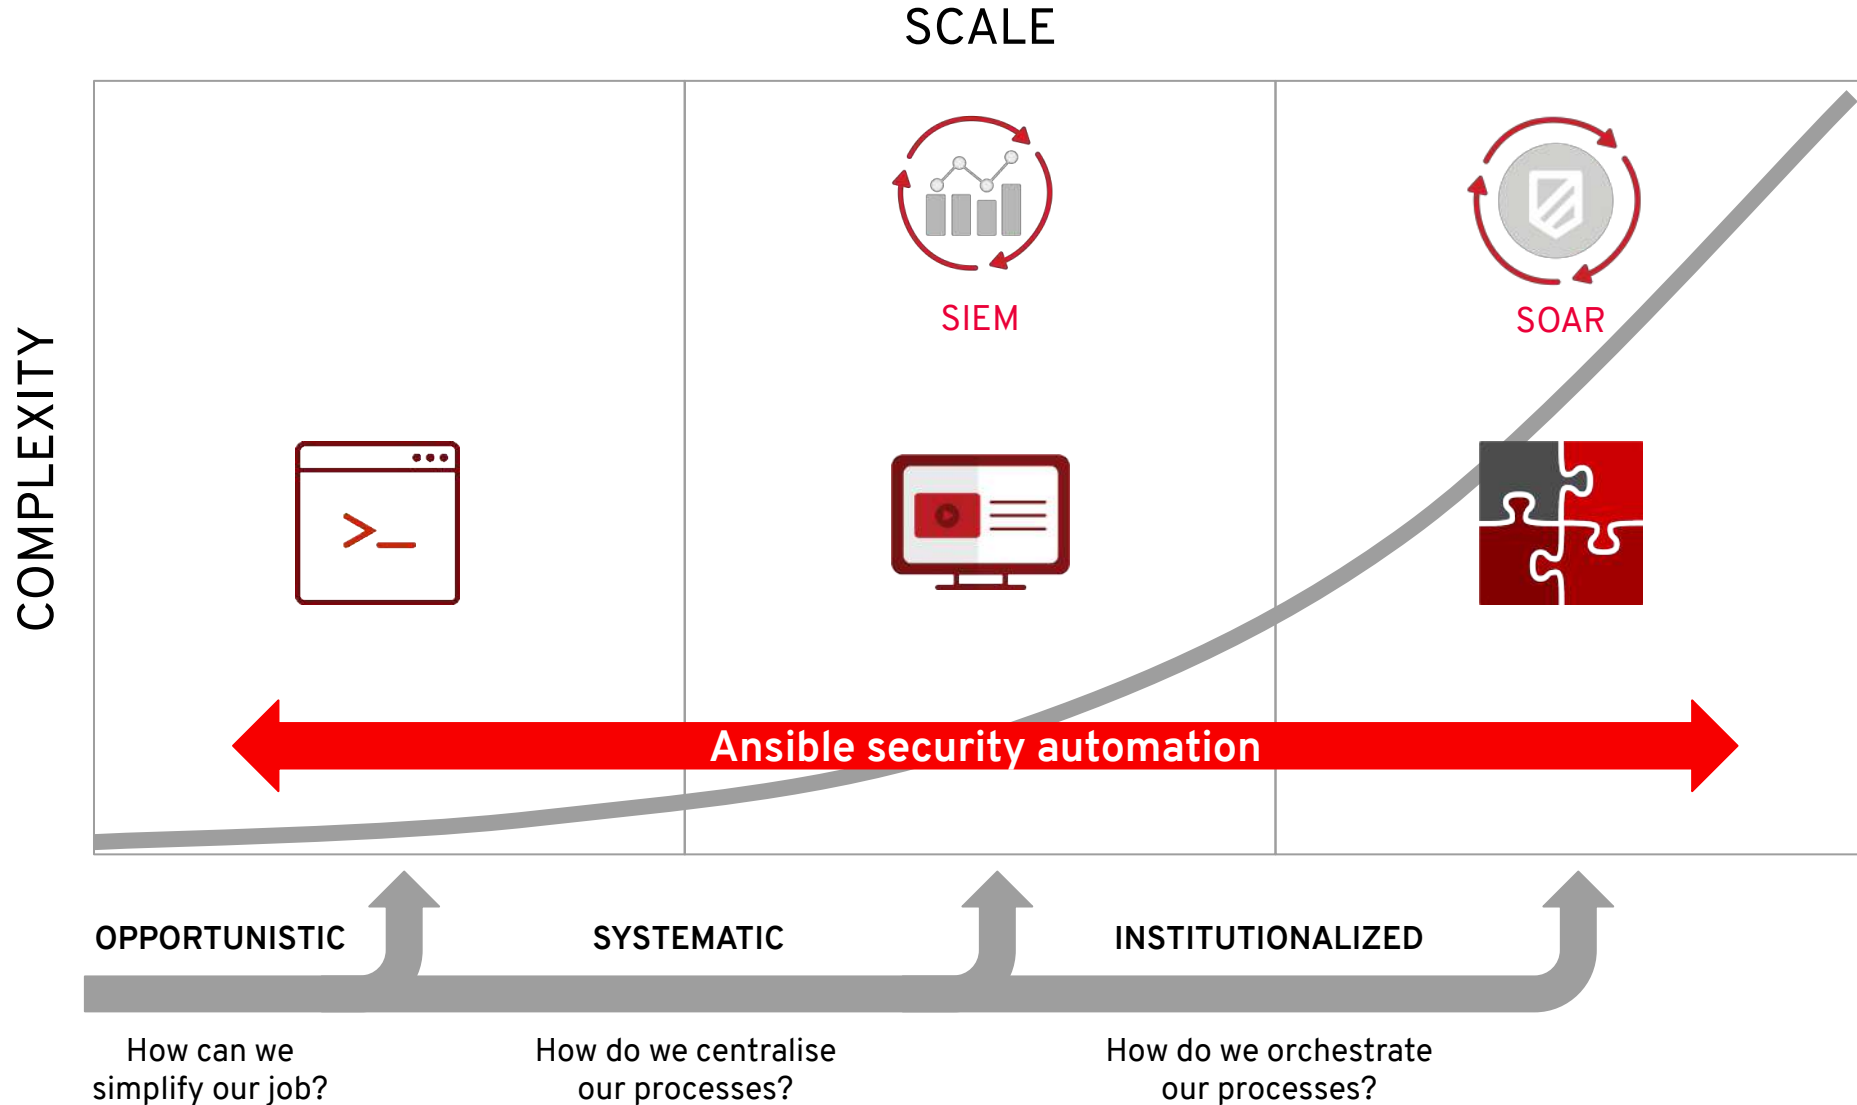 SCALE
COMPLEXITY
SIEM
SOAR
>_
Ansible security automation
OPPORTUNISTIC
SYSTEMATIC
INSTITUTIONALIZED
How can we
simplify our job?
How do we centralise
our processes?
How do we orchestrate
our processes?